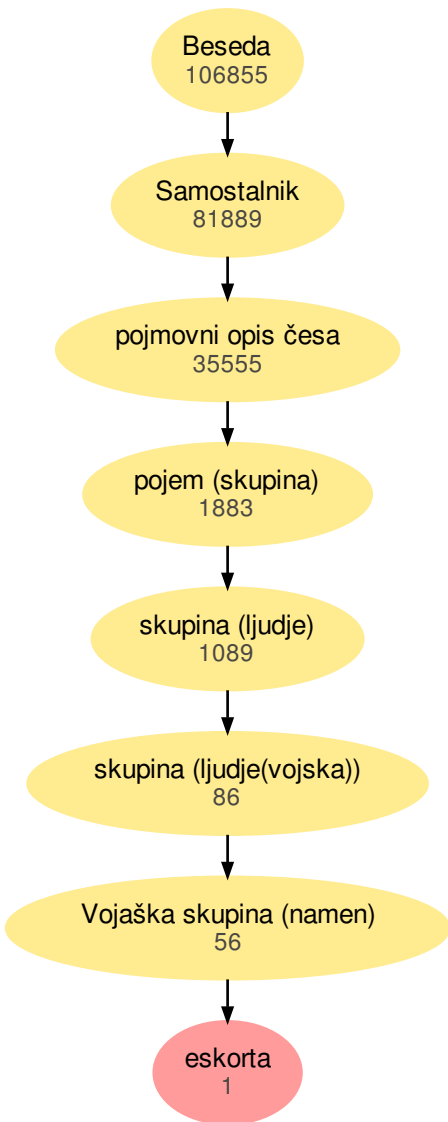 Beseda
106855
Samostalnik
81889
pojmovni opis česa
35555
pojem (skupina)
1883
skupina (ljudje)
1089
skupina (ljudje(vojska))
86
Vojaška skupina (namen)
56
eskorta
1